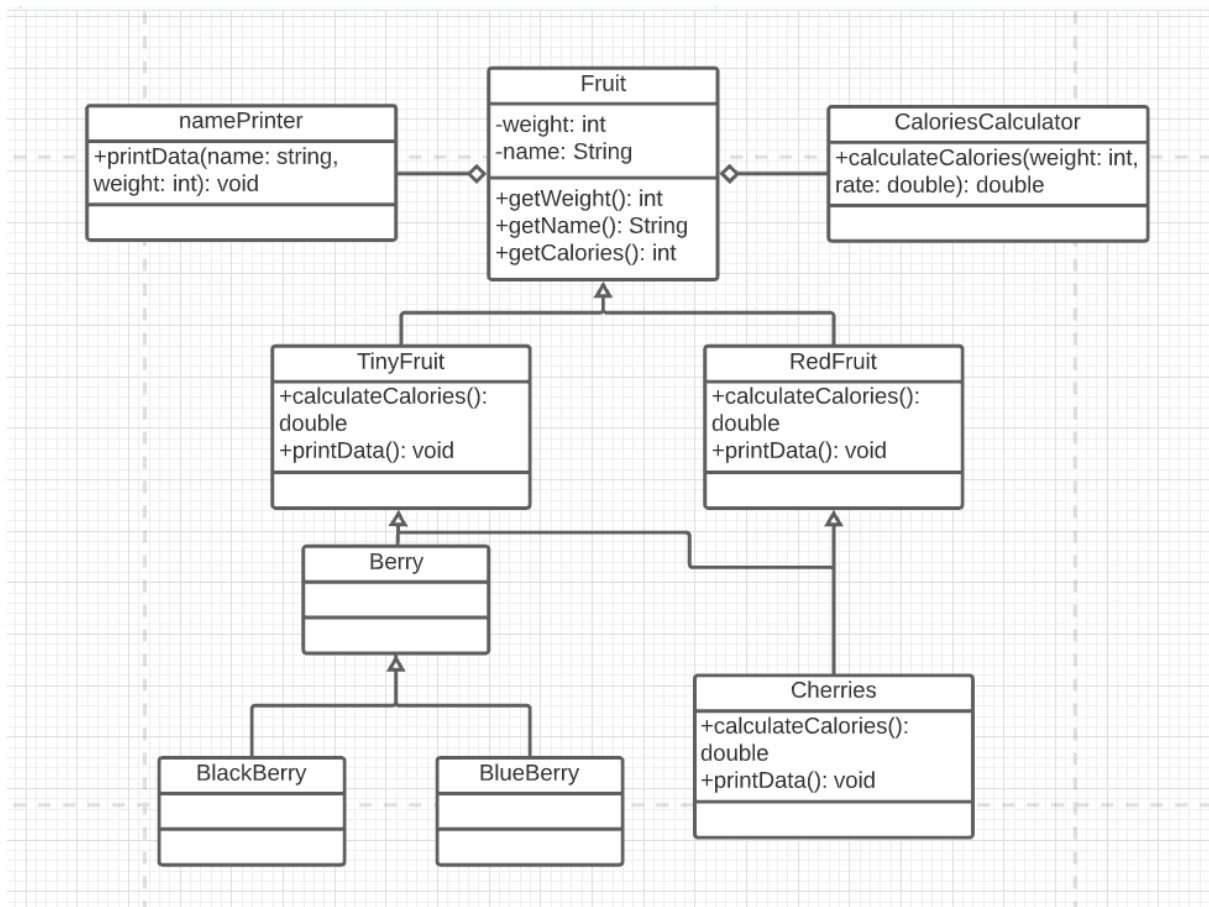 Fruit
-weight: int
-name: String
+getWeight(): int
+getName(): String
+getCalories(): int
namePrinter
+printData(name: string,
weight: int): void
CaloriesCalculator
+calculateCalories(weight: int,
rate: double): double
TinyFruit
+calculateCalories():
double
+printData(): void
RedFruit
+calculateCalories():
double
+printData(): void
Berry
Cherries
+calculateCalories():
double
+printData(): void
BlackBerry
BlueBerry